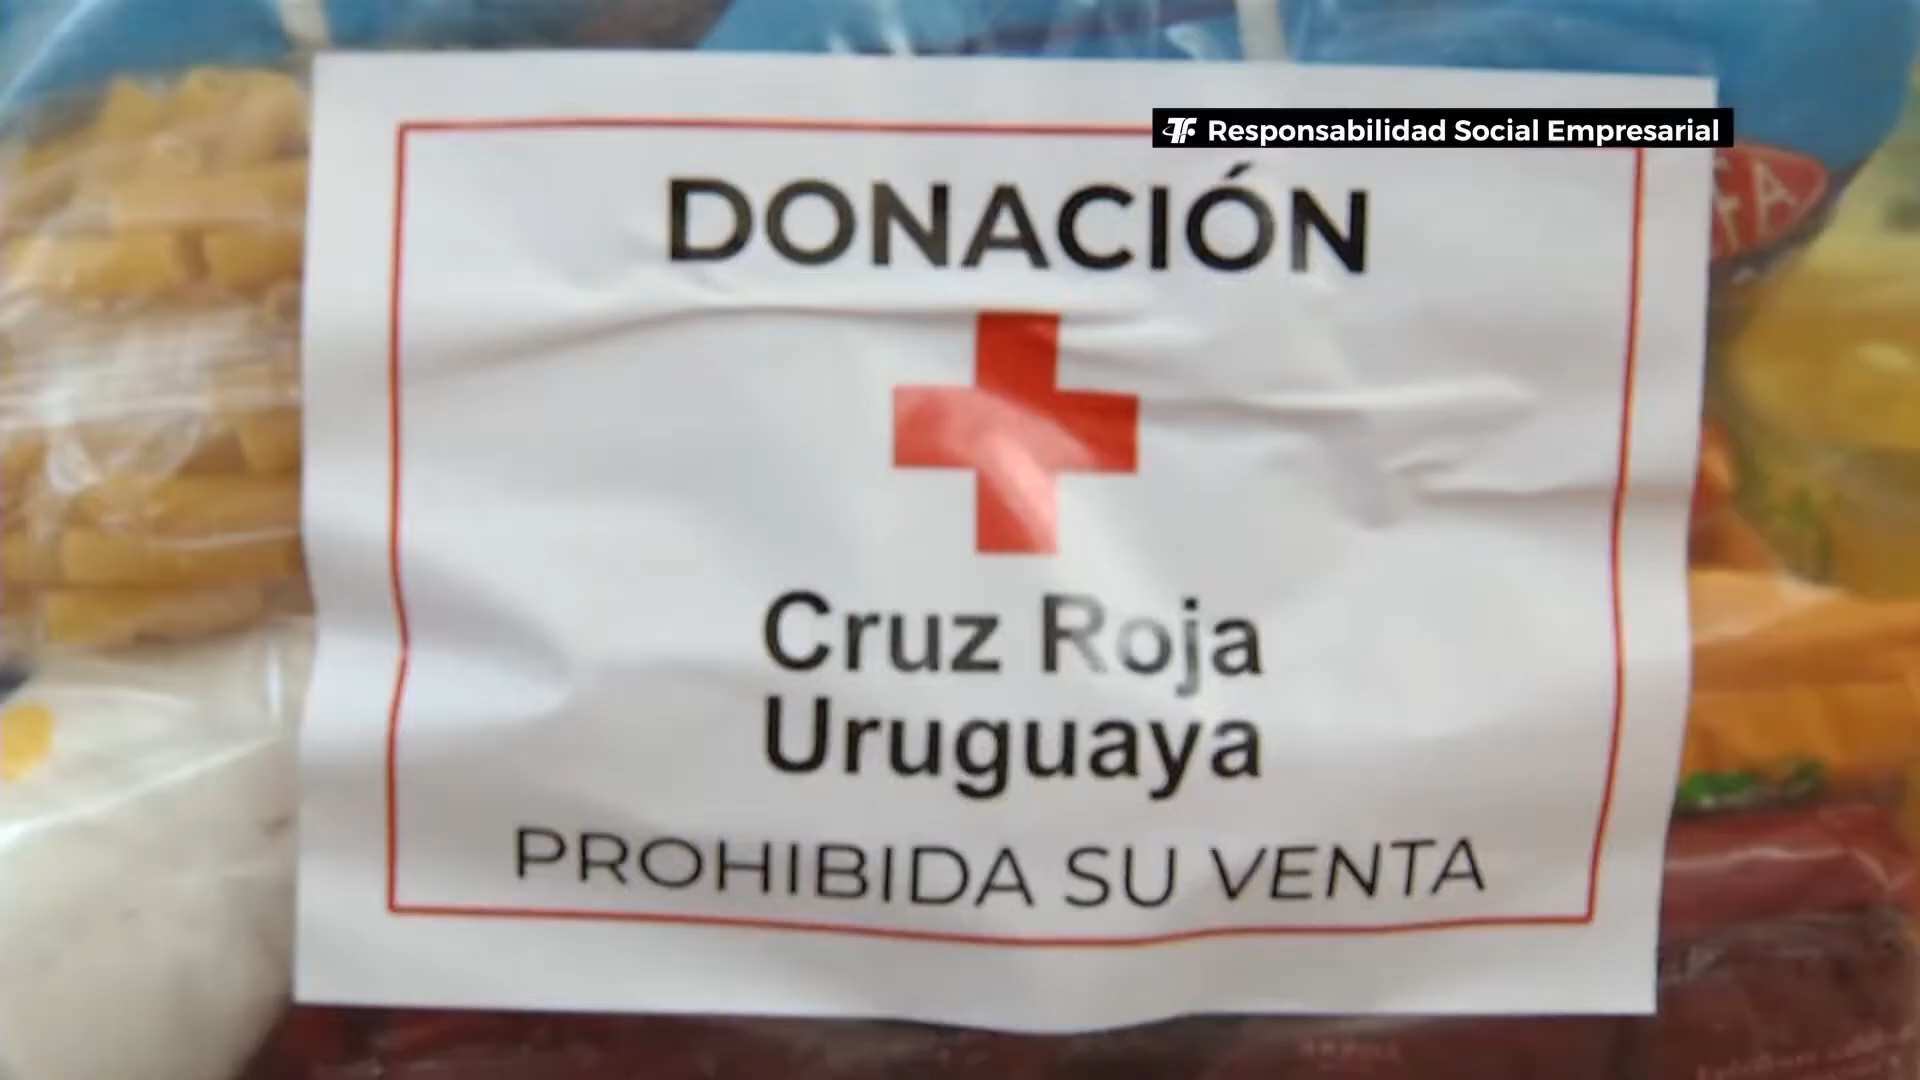 Responsabilidad Social Empresarial
DONACIÓN
Cruz Roja
Uruguaya
PROHIBIDA SU VENTA